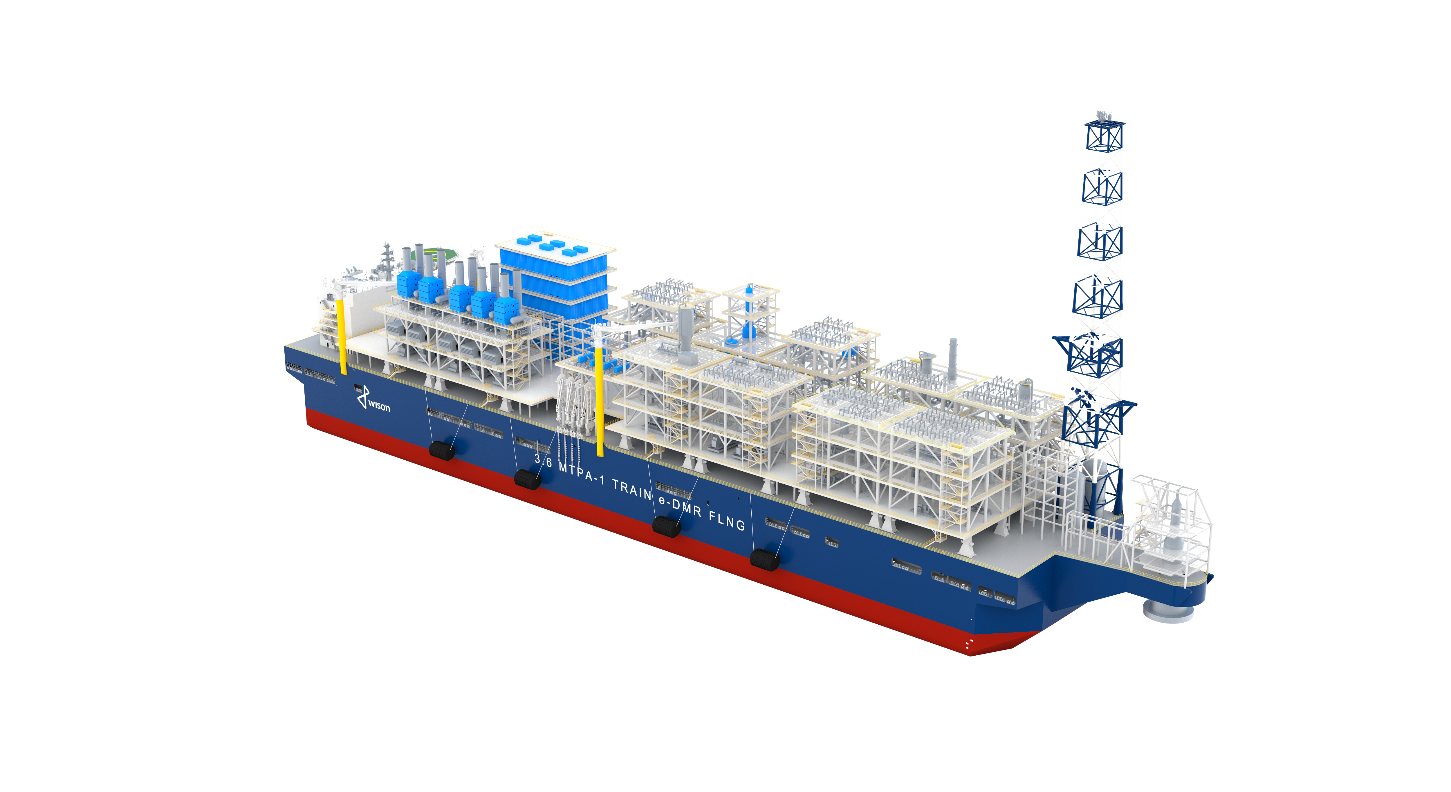 wison
3.6 MTPA-1 TRAIN e-DMR FLNG